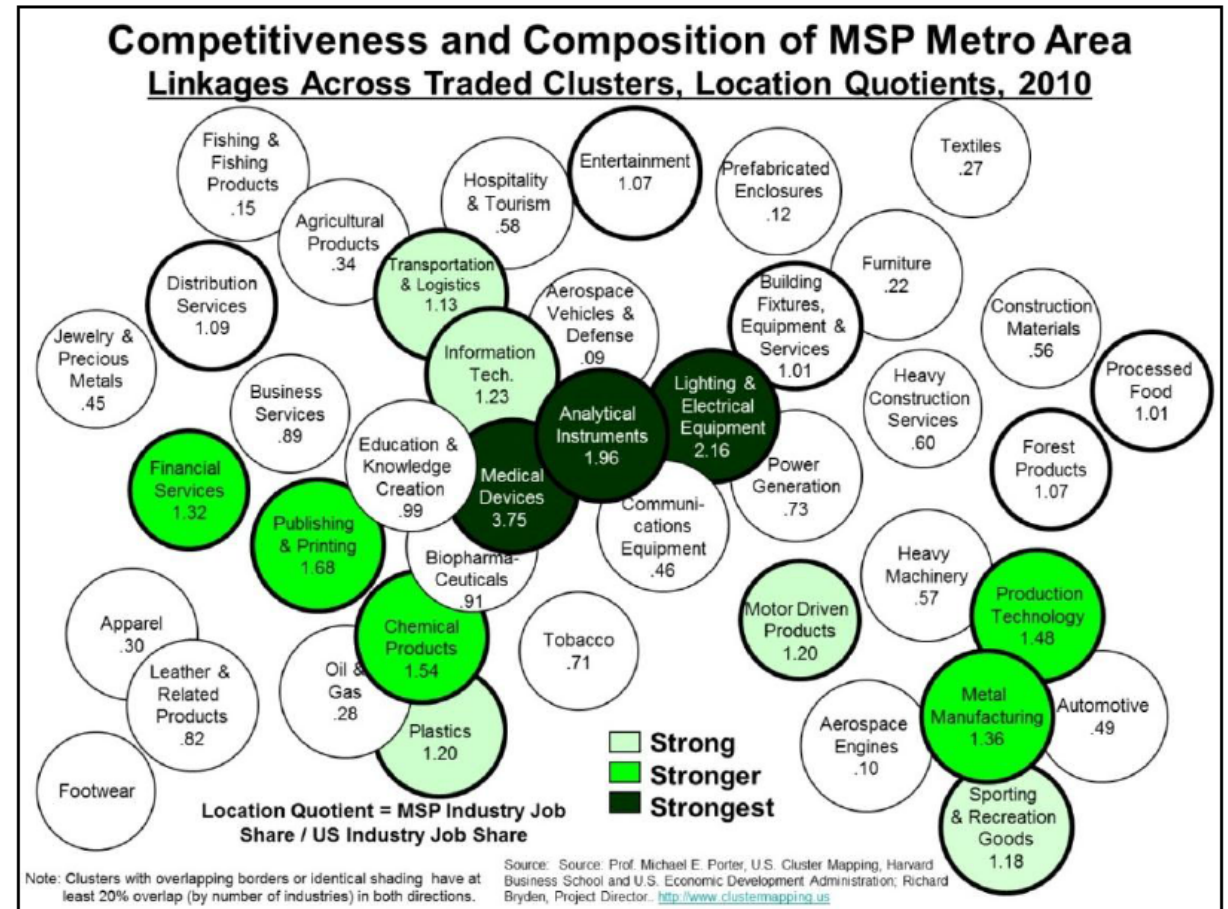 Competitiveness and Composition of MSP Metro Area
Linkages Across Traded Clusters, Location Quotients, 2010
Fishing &
Fishing
Products
.15
Agricultural
Products
.34
Hospitality
& Tourism
.58
Entertainment
1.07
Prefabricated
Enclosures
.12
Textiles
.27
Distribution
Services
1.09
Transportation
& Logistics
1.13
Aerospace
Vehicles &
Defense
.09
Building
Fixtures,
Equipment &
Services
1.01
Furniture
.22
Construction
Materials
.56
Processed
Food
1.01
Jewelry &
Precious
Metals
.45
Business
Services
.89
Information
Tech.
1.23
Analytical
Instruments
1.96
Lighting &
Electrical
Equipment
2.16
Heavy
Construction
Services
.60
Forest
Products
1.07
Financial
Services
1.32
Publishing
& Printing
1.68
Education &
Knowledge
Creation
.99
Medical
Devices
3.75
Communi-
cations
Equipment
.46
Power
Generation
.73
Heavy
Machinery
.57
Production
Technology
1.48
Biopharma-
Ceuticals
.91
Apparel
.30
Leather &
Related
Products
.82
Oil &
Gas
.28
Chemical
Products
1.54
Tobacco
.71
Motor Driven
Products
1.20
Metal
Manufacturing
1.36
Automotive
.49
Aerospace
Engines
.10
Plastics
1.20
Footwear
Sporting
& Recreation
Goods
1.18
Strong
Stronger
Strongest
Location Quotient = MSP Industry Job
Share / US Industry Job Share
Note: Clusters with overlapping borders or identical shading have at
least 20% overlap (by number of industries) in both directions.
Source: Source: Prof. Michael E. Porter, U.S. Cluster Mapping, Harvard
Business School and U.S. Economic Development Administration; Richard
Bryden, Project Director.. http://www.clustermapping.us